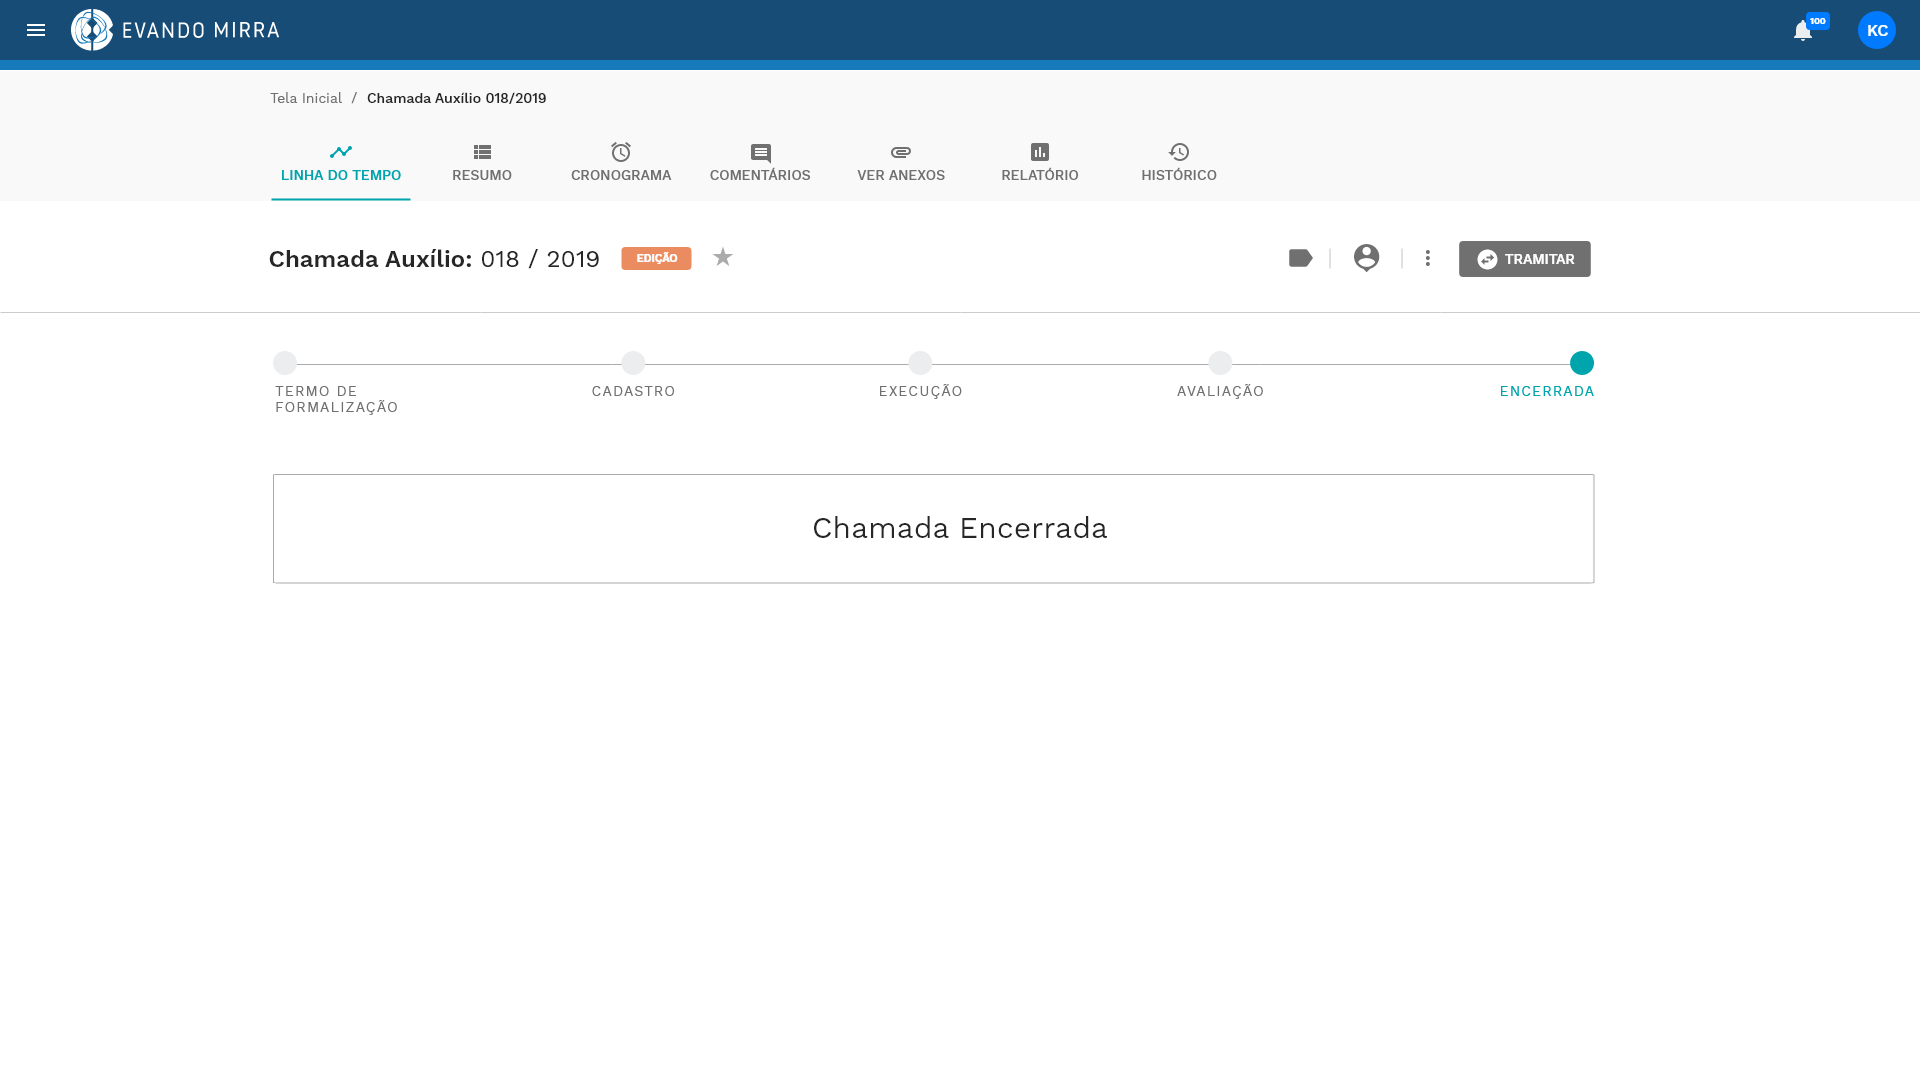 EVANDO MIRRA
100
KC
Tela Inicial / Chamada Auxílio 018/2019
LINHA DO TEMPO
RESUMO
CRONOGRAMA
COMENTÁRIOS
VER ANEXOS
RELATÓRIO
HISTÓRICO
Chamada Auxílio: 018 / 2019
EDIÇÃO
TRAMITAR
TERMO DE
FORMALIZAÇÃO
CADASTRO
EXECUÇÃO
AVALIAÇÃO
ENCERRADA
Chamada Encerrada